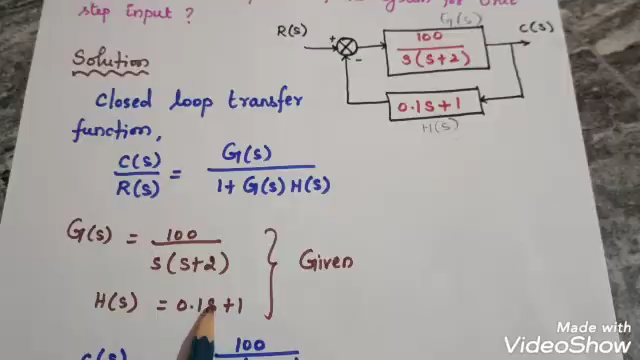 step input ?
G(s)
R(s) + - 100 / s(s+2) C(s)
0.1s+1
H(s)
Solution
Closed loop transfer
function,
C(s) / R(s) = G(s) / 1 + G(s) H(s)
G(s) = 100 / s(s+2)
H(s) = 0.1s+1
Given
C(s) 100
Made with
VideoShow